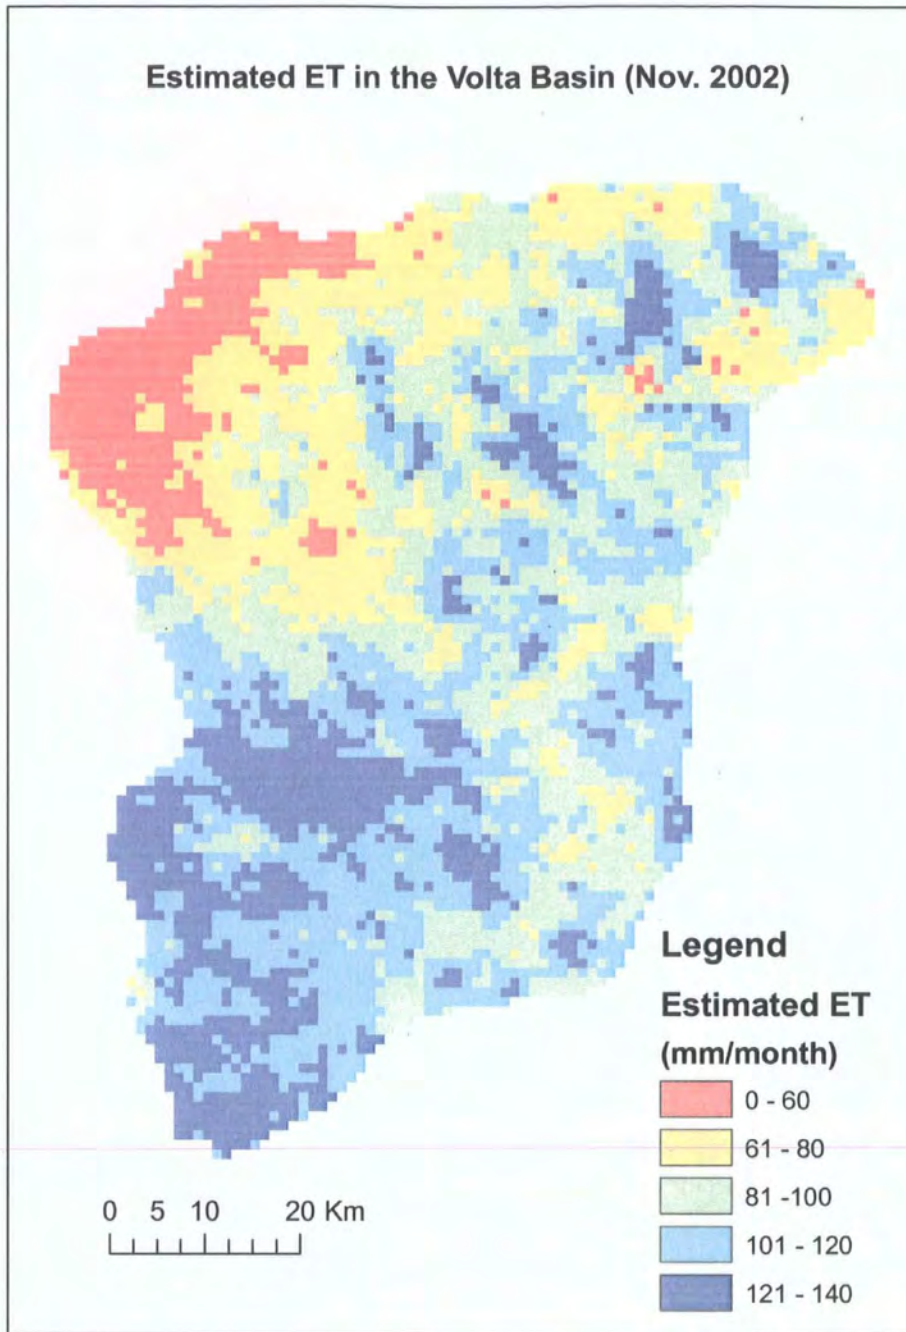 Estimated ET in the Volta Basin (Nov. 2002)
Legend
Estimated ET
(mm/month)
0 - 60
61 - 80
81 -100
101 - 120
121 - 140
0 5 10 20 Km